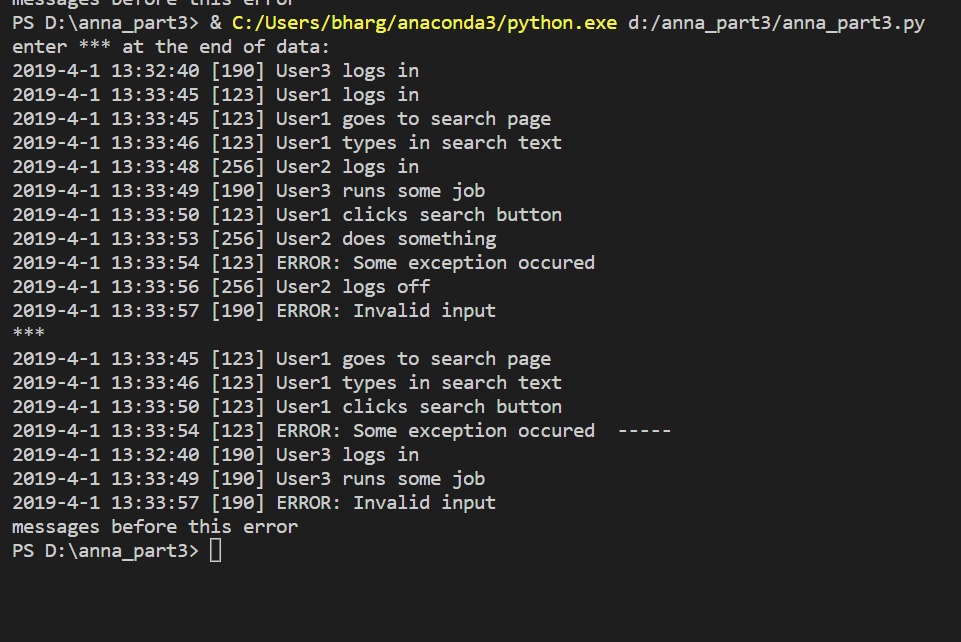 messages before this error
PS D:\anna_part3> & C:/Users/bharg/anaconda3/python.exe d:/anna_part3/anna_part3.py
enter *** at the end of data:
2019-4-1 13:32:40 [190] User3 logs in
2019-4-1 13:33:45 [123] User1 logs in
2019-4-1 13:33:45 [123] User1 goes to search page
2019-4-1 13:33:46 [123] User1 types in search text
2019-4-1 13:33:48 [256] User2 logs in
2019-4-1 13:33:49 [190] User3 runs some job
2019-4-1 13:33:50 [123] User1 clicks search button
2019-4-1 13:33:53 [256] User2 does something
2019-4-1 13:33:54 [123] ERROR: Some exception occured
2019-4-1 13:33:56 [256] User2 logs off
2019-4-1 13:33:57 [190] ERROR: Invalid input
***
2019-4-1 13:33:45 [123] User1 goes to search page
2019-4-1 13:33:46 [123] User1 types in search text
2019-4-1 13:33:50 [123] User1 clicks search button
2019-4-1 13:33:54 [123] ERROR: Some exception occured  -----
2019-4-1 13:32:40 [190] User3 logs in
2019-4-1 13:33:49 [190] User3 runs some job
2019-4-1 13:33:57 [190] ERROR: Invalid input
messages before this error
PS D:\anna_part3>